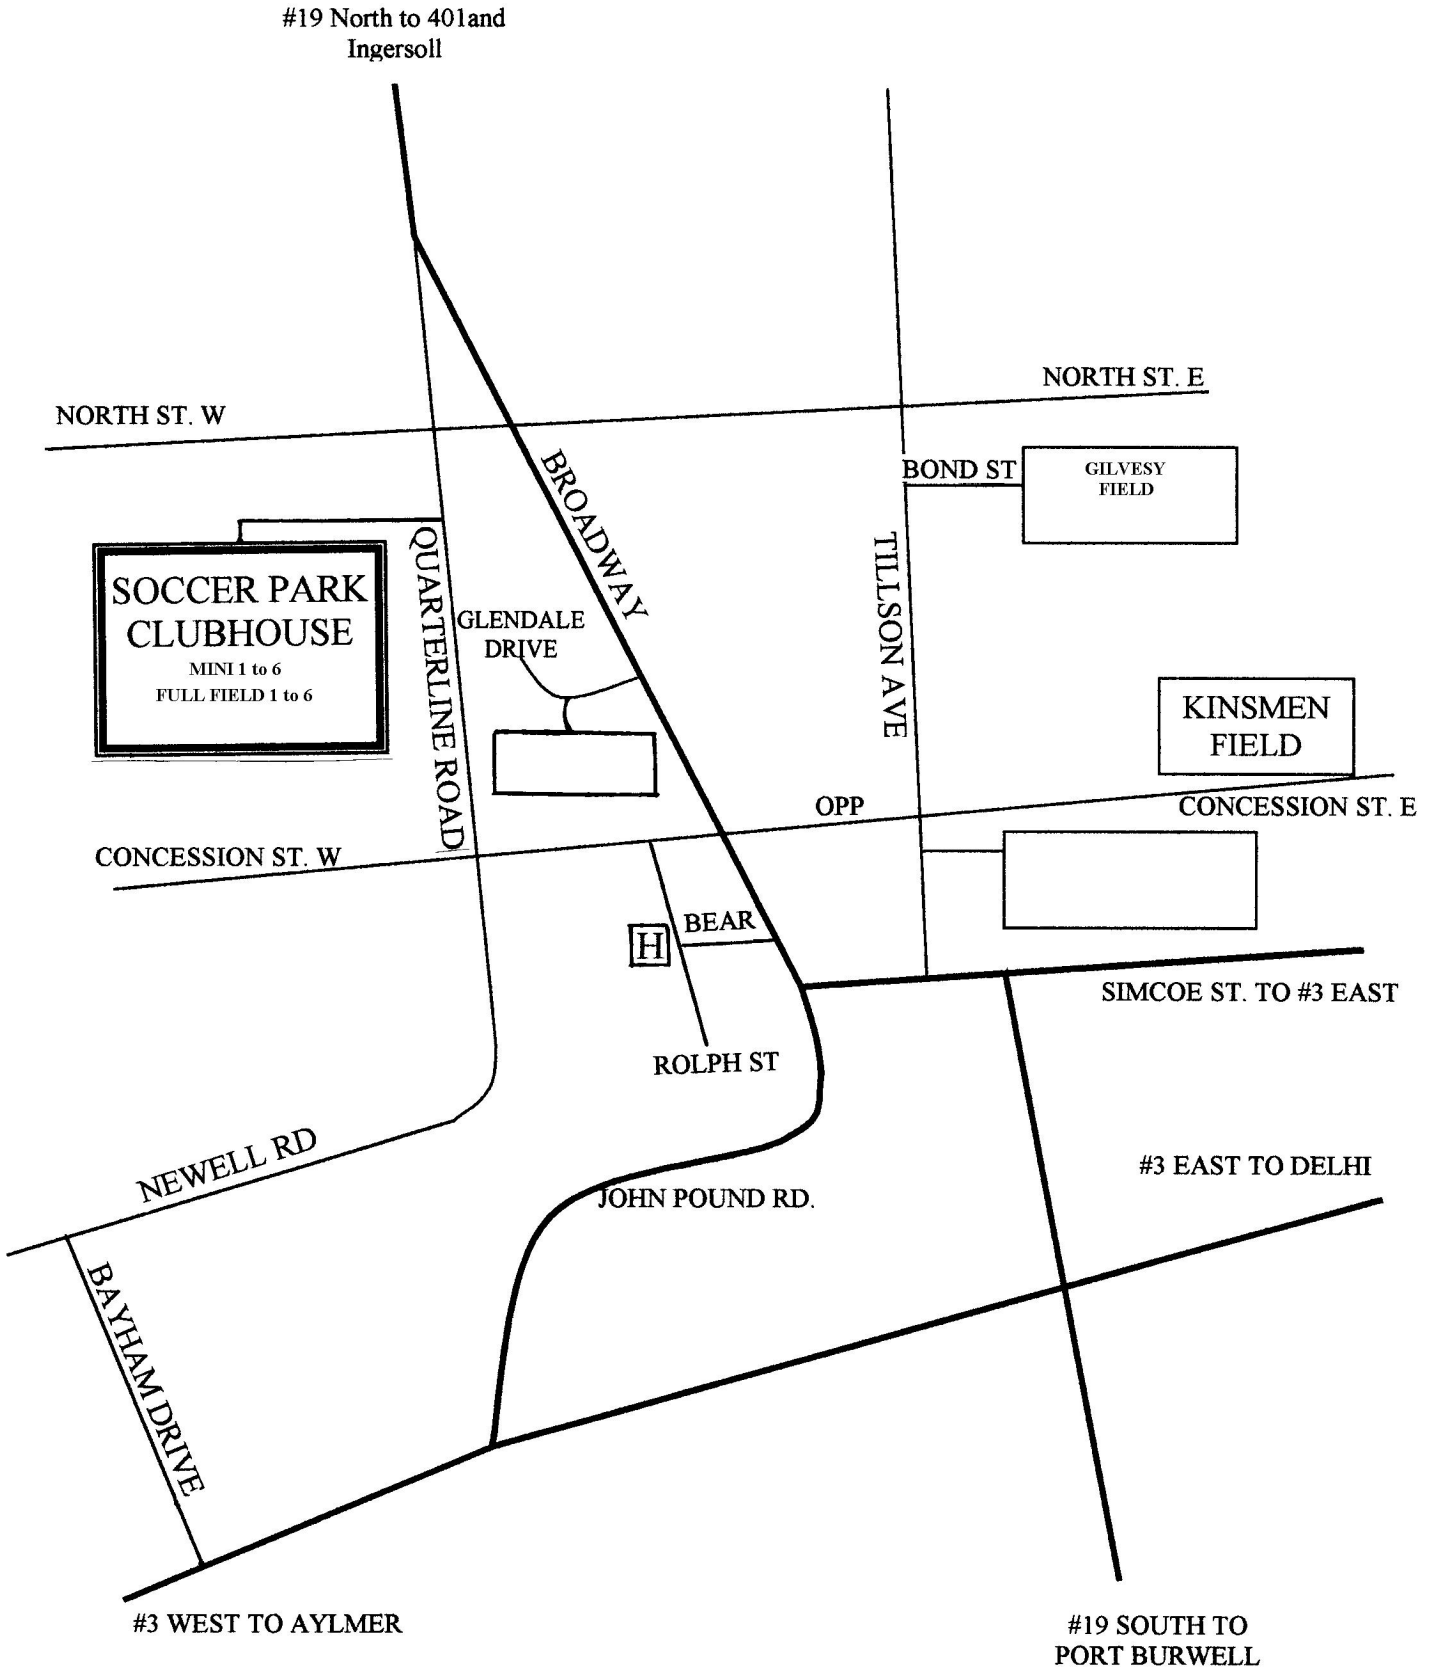 #19 North to 401and
Ingersoll
NORTH ST. E
NORTH ST. W
BROADWAY
BOND ST
GILVESY
FIELD
QUARTERLINE ROAD
TILLSON AVE
SOCCER PARK
CLUBHOUSE
MINI 1 to 6
FULL FIELD 1 to 6
GLENDALE
DRIVE
KINSMEN
FIELD
OPP
CONCESSION ST. E
CONCESSION ST. W
BEAR
H
SIMCOE ST. TO #3 EAST
ROLPH ST
NEWELL RD
#3 EAST TO DELHI
JOHN POUND RD.
BAYHAM DRIVE
#3 WEST TO AYLMER
#19 SOUTH TO
PORT BURWELL